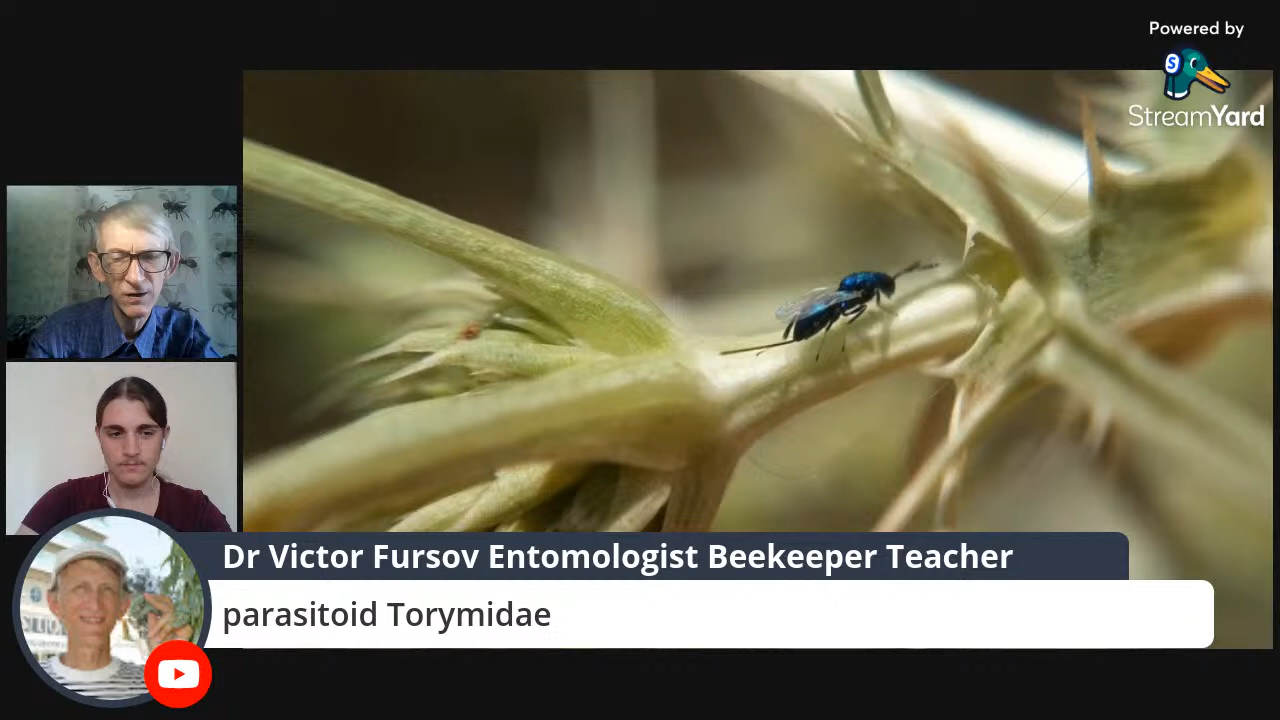 Powered by
StreamYard
Dr Victor Fursov Entomologist Beekeeper Teacher
parasitoid Torymidae